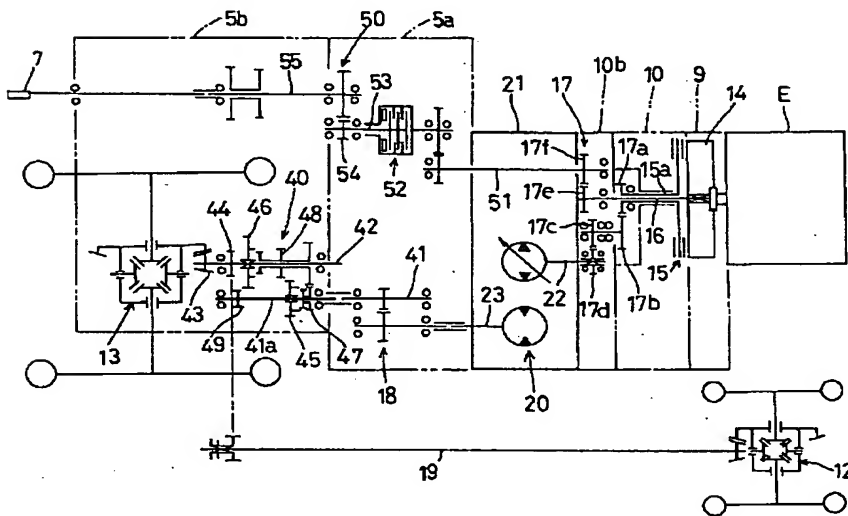 5b 50 5a
7 55 53 54 52 51
21 17 10b 10 9 14 E
17f 17a 15a
17e 17c 16
15 17b 17d 22
44 46 40 48 42 41
13 43 49 41a 45 47 18
23 20
19 12